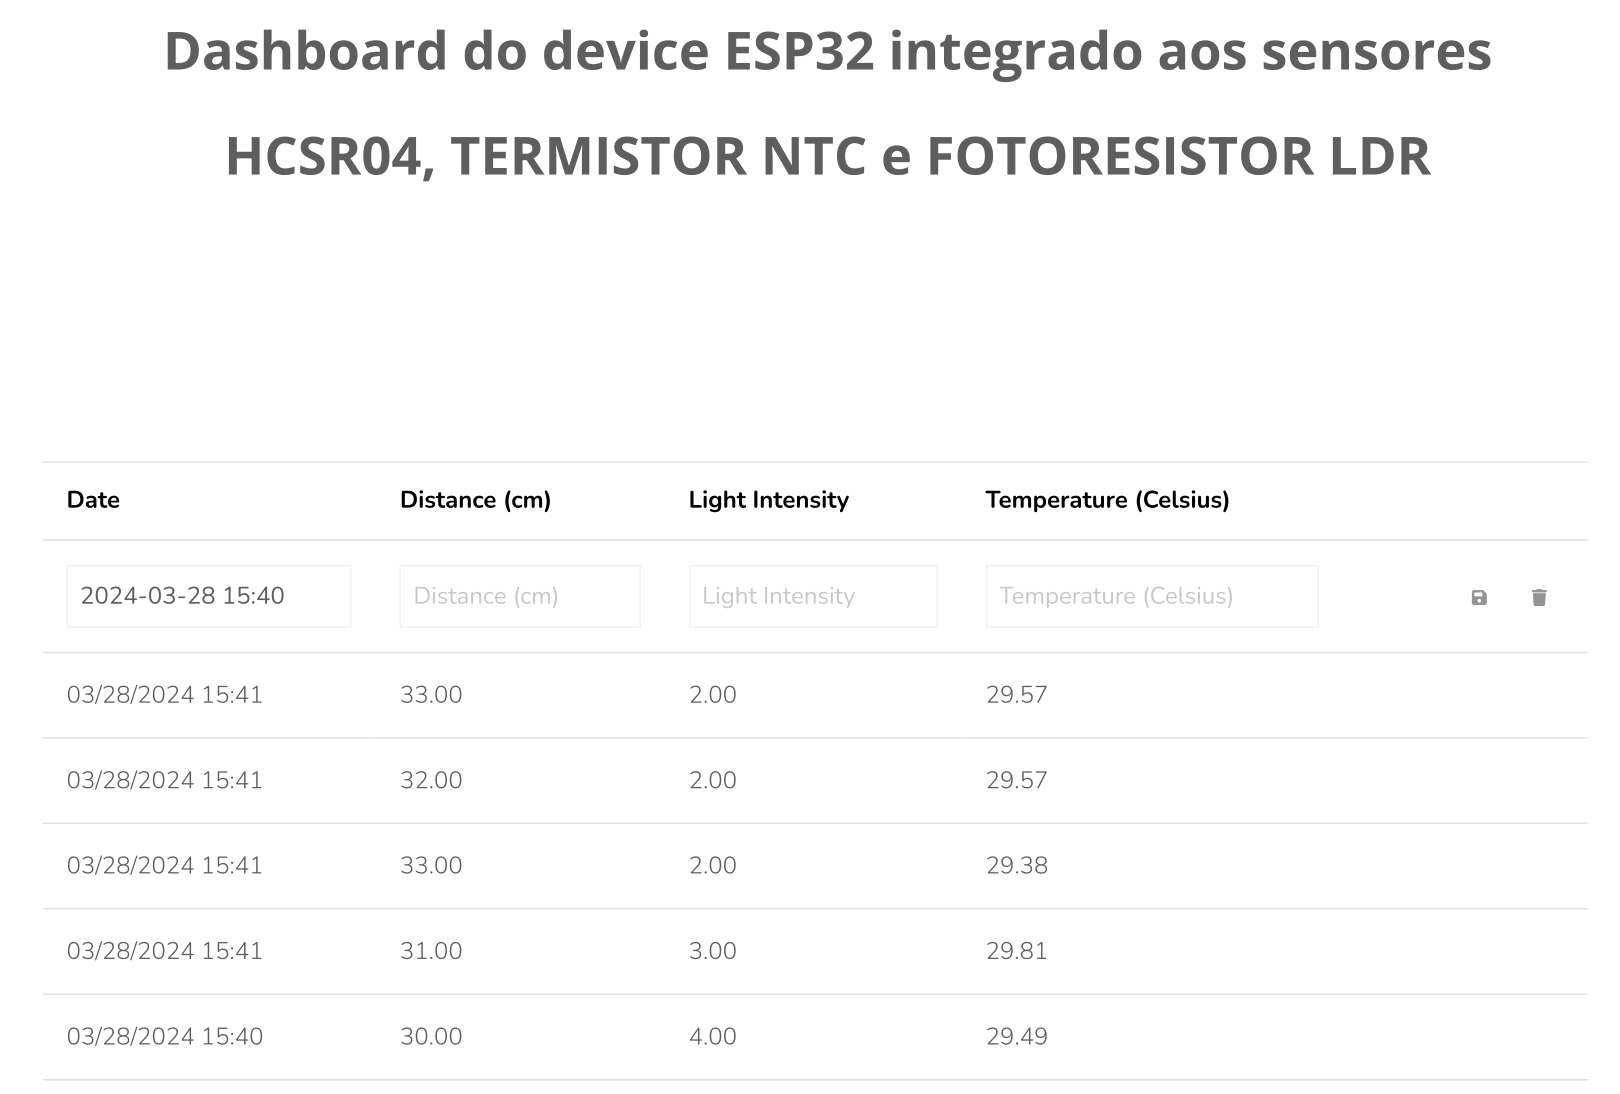 Dashboard do device ESP32 integrado aos sensores
HCSR04, TERMISTOR NTC e FOTORESISTOR LDR
Date Distance (cm) Light Intensity Temperature (Celsius)
2024-03-28 15:40 Distance (cm) Light Intensity Temperature (Celsius)
03/28/2024 15:41 33.00 2.00 29.57
03/28/2024 15:41 32.00 2.00 29.57
03/28/2024 15:41 33.00 2.00 29.38
03/28/2024 15:41 31.00 3.00 29.81
03/28/2024 15:40 30.00 4.00 29.49